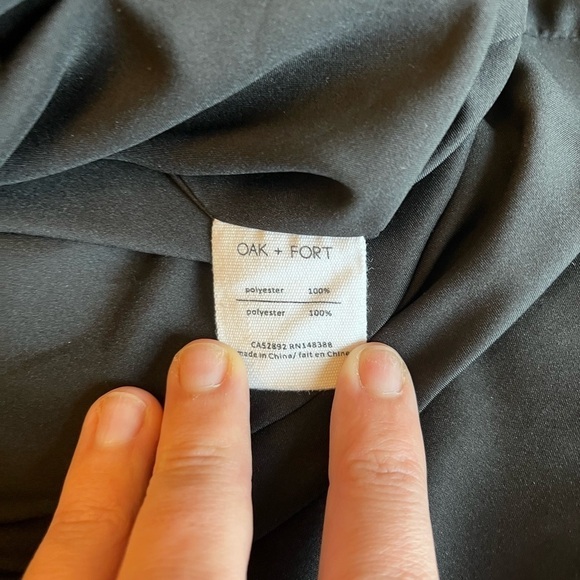 OAK + FORT
polyester 100%
polyester 100%
CA52892 RN148388
made in China/ fait en Chine